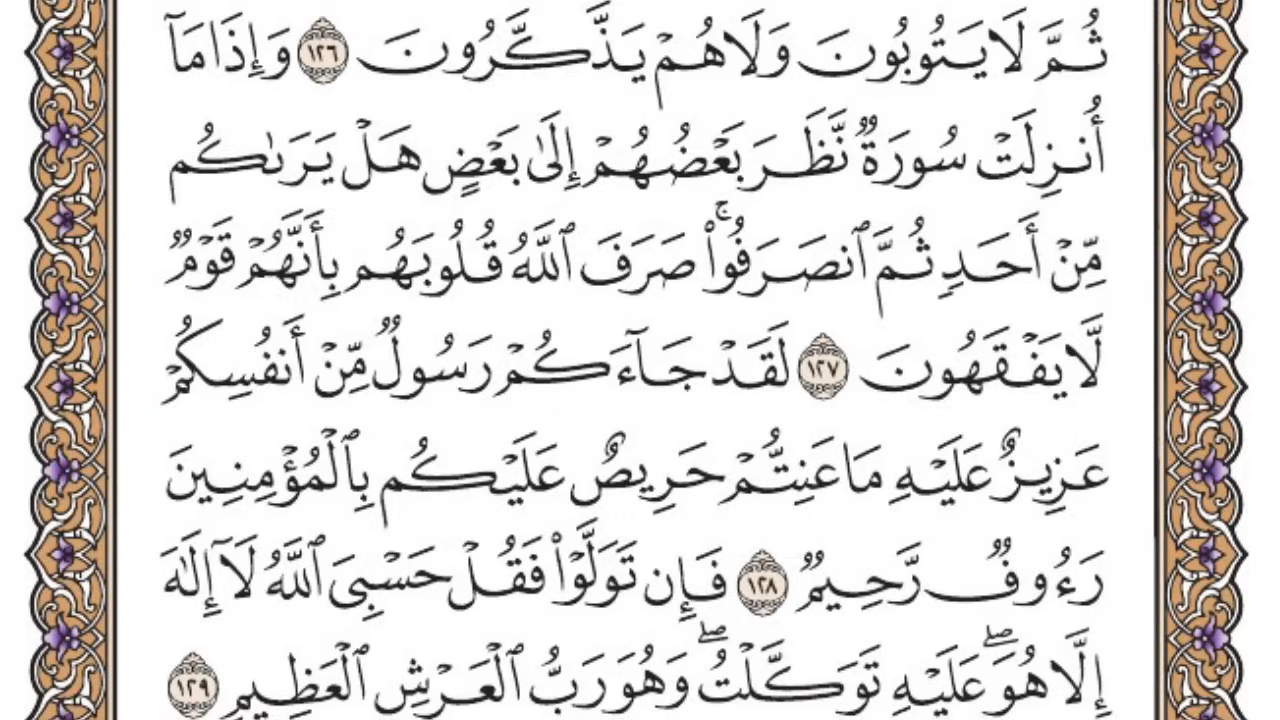 ثُمَّ لَا يَتُوبُونَ وَلَا هُمْ يَذَّكَّرُونَ ١٢٦ وَإِذَا مَآ
أُنزِلَتْ سُورَةٌ نَّظَرَ بَعْضُهُمْ إِلَىٰ بَعْضٍ هَلْ يَرَىٰكُم
مِّنْ أَحَدٍ ثُمَّ ٱنصَرَفُوا۟ ۚ صَرَفَ ٱللَّهُ قُلُوبَهُم بِأَنَّهُمْ قَوْمٌ
لَّا يَفْقَهُونَ ١٢٧ لَقَدْ جَآءَكُمْ رَسُولٌ مِّنْ أَنفُسِكُمْ
عَزِيزٌ عَلَيْهِ مَا عَنِتُّمْ حَرِيصٌ عَلَيْكُم بِٱلْمُؤْمِنِينَ
رَءُوفٌ رَّحِيمٌ ١٢٨ فَإِن تَوَلَّوْا۟ فَقُلْ حَسْبِىَ ٱللَّهُ لَآ إِلَٰهَ
إِلَّا هُوَ ۖ عَلَيْهِ تَوَكَّلْتُ ۖ وَهُوَ رَبُّ ٱلْعَرْشِ ٱلْعَظِيمِ ١٢٩